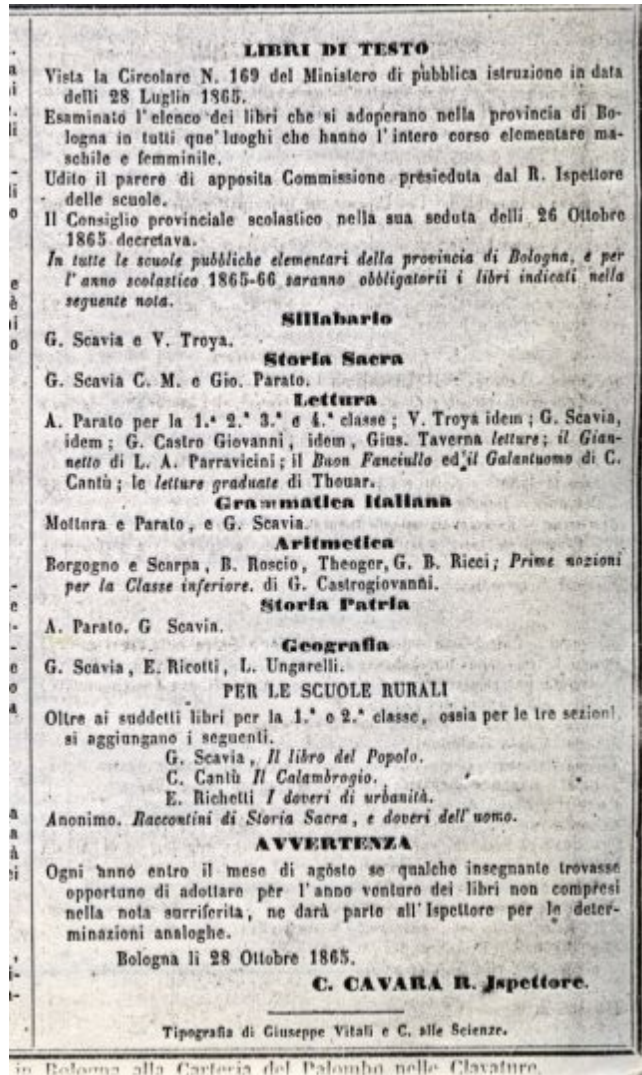 LIBRI DI TESTO
Vista la Circolare N. 169 del Ministero di pubblica istruzione in data
delli 28 Luglio 1865.
Esaminato l'elenco dei libri che si adoperano nella provincia di Bo-
logna in tutti que'luoghi che hanno l'intero corso elementare ma-
schile e femminile.
Udito il parere di apposita Commissione presieduta dal R. Ispettore
delle scuole.
Il Consiglio provinciale scolastico nella sua seduta delli 26 Ottobre
1865 decretava.
In tutte le scuole pubbliche elementari della provincia di Bologna, e per
l'anno scolastico 1865-66 saranno obbligatorii i libri indicati nella
seguente nota.
Sillabario
G. Scavia e V. Troya.
Storia Sacra
G. Scavia C. M. e Gio. Parato.
Lettura
A. Parato per la 1.ª 2.ª 3.ª e 4.ª classe; V. Troya idem; G. Scavia,
idem; G. Castro Giovanni, idem, Gius. Taverna letture; il Gian-
netto di L. A. Parravicini; il Buon Fanciullo ed il Galantuomo di C.
Cantù; le letture graduate di Thouar.
Grammatica Italiana
Mottura e Parato, e G. Scavia.
Aritmetica
Borgogno e Scarpa, B. Roscio, Theoger, G. B. Ricci; Prime nozioni
per la Classe inferiore. di G. Castrogiovanni.
Storia Patria
A. Parato. G Scavia.
Geografia
G. Scavia, E. Ricotti, L. Ungarelli.
PER LE SCUOLE RURALI
Oltre ai suddetti libri per la 1.ª e 2.ª classe, ossia per le tre sezioni
si aggiungano i seguenti.
G. Scavia, Il libro del Popolo.
C. Cantù Il Calambrogio.
E. Richetti I doveri di urbanità.
Anonimo. Raccontini di Storia Sacra, e doveri dell'uomo.
AVVERTENZA
Ogni anno entro il mese di agosto se qualche insegnante trovasse
opportuno di adottare per l'anno venturo dei libri non compresi
nella nota surriferita, ne darà parte all'Ispettore per le deter-
minazioni analoghe.
Bologna li 28 Ottobre 1865.
C. CAVARA R. Ispettore.
Tipografia di Giuseppe Vitali e C. alle Scienze.
in Bologna alla Carteria del Palombo nelle Clavature.